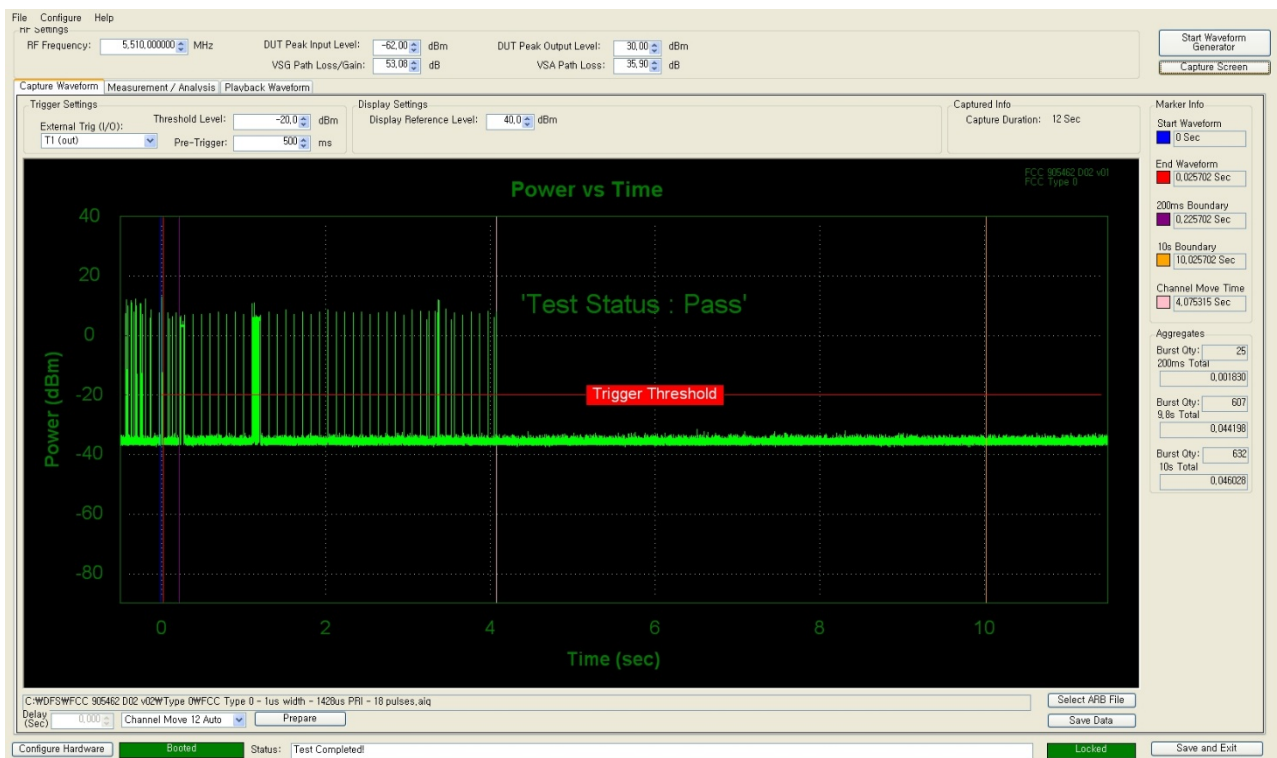 File Configure Help
RF Settings
RF Frequency: 5,510,000000 MHz DUT Peak Input Level: -62,00 dBm DUT Peak Output Level: 30,00 dBm
VSG Path Loss/Gain: 53,08 dB VSA Path Loss: 35,90 dB
Start Waveform Generator
Capture Screen
Capture Waveform Measurement / Analysis Playback Waveform
Trigger Settings
External Trig (I/O):
T1 (out)
Threshold Level: -20,0 dBm
Pre-Trigger: 500 ms
Display Settings
Display Reference Level: 40,0 dBm
Captured Info
Capture Duration: 12 Sec
Power vs Time
FCC 905462 D02 v01
FCC Type 0
40
20
0
-20
-40
-60
-80
Power (dBm)
'Test Status : Pass'
Trigger Threshold
0 2 4 6 8 10
Time (sec)
Marker Info
Start Waveform
0 Sec
End Waveform
0,025702 Sec
200ms Boundary
0,225702 Sec
10s Boundary
10,025702 Sec
Channel Move Time
4,075315 Sec
Aggregates
Burst Qty: 25
200ms Total
0,001830
Burst Qty: 607
9,8s Total
0,044198
Burst Qty: 632
10s Total
0,046028
C:₩DFS₩FCC 905462 D02 v02₩Type 0₩FCC Type 0 - 1us width - 1428us PRI - 18 pulses,aiq
Select ARB File
Delay (Sec) 0,000 Channel Move 12 Auto Prepare
Save Data
Configure Hardware Booted Status: Test Completed! Locked Save and Exit